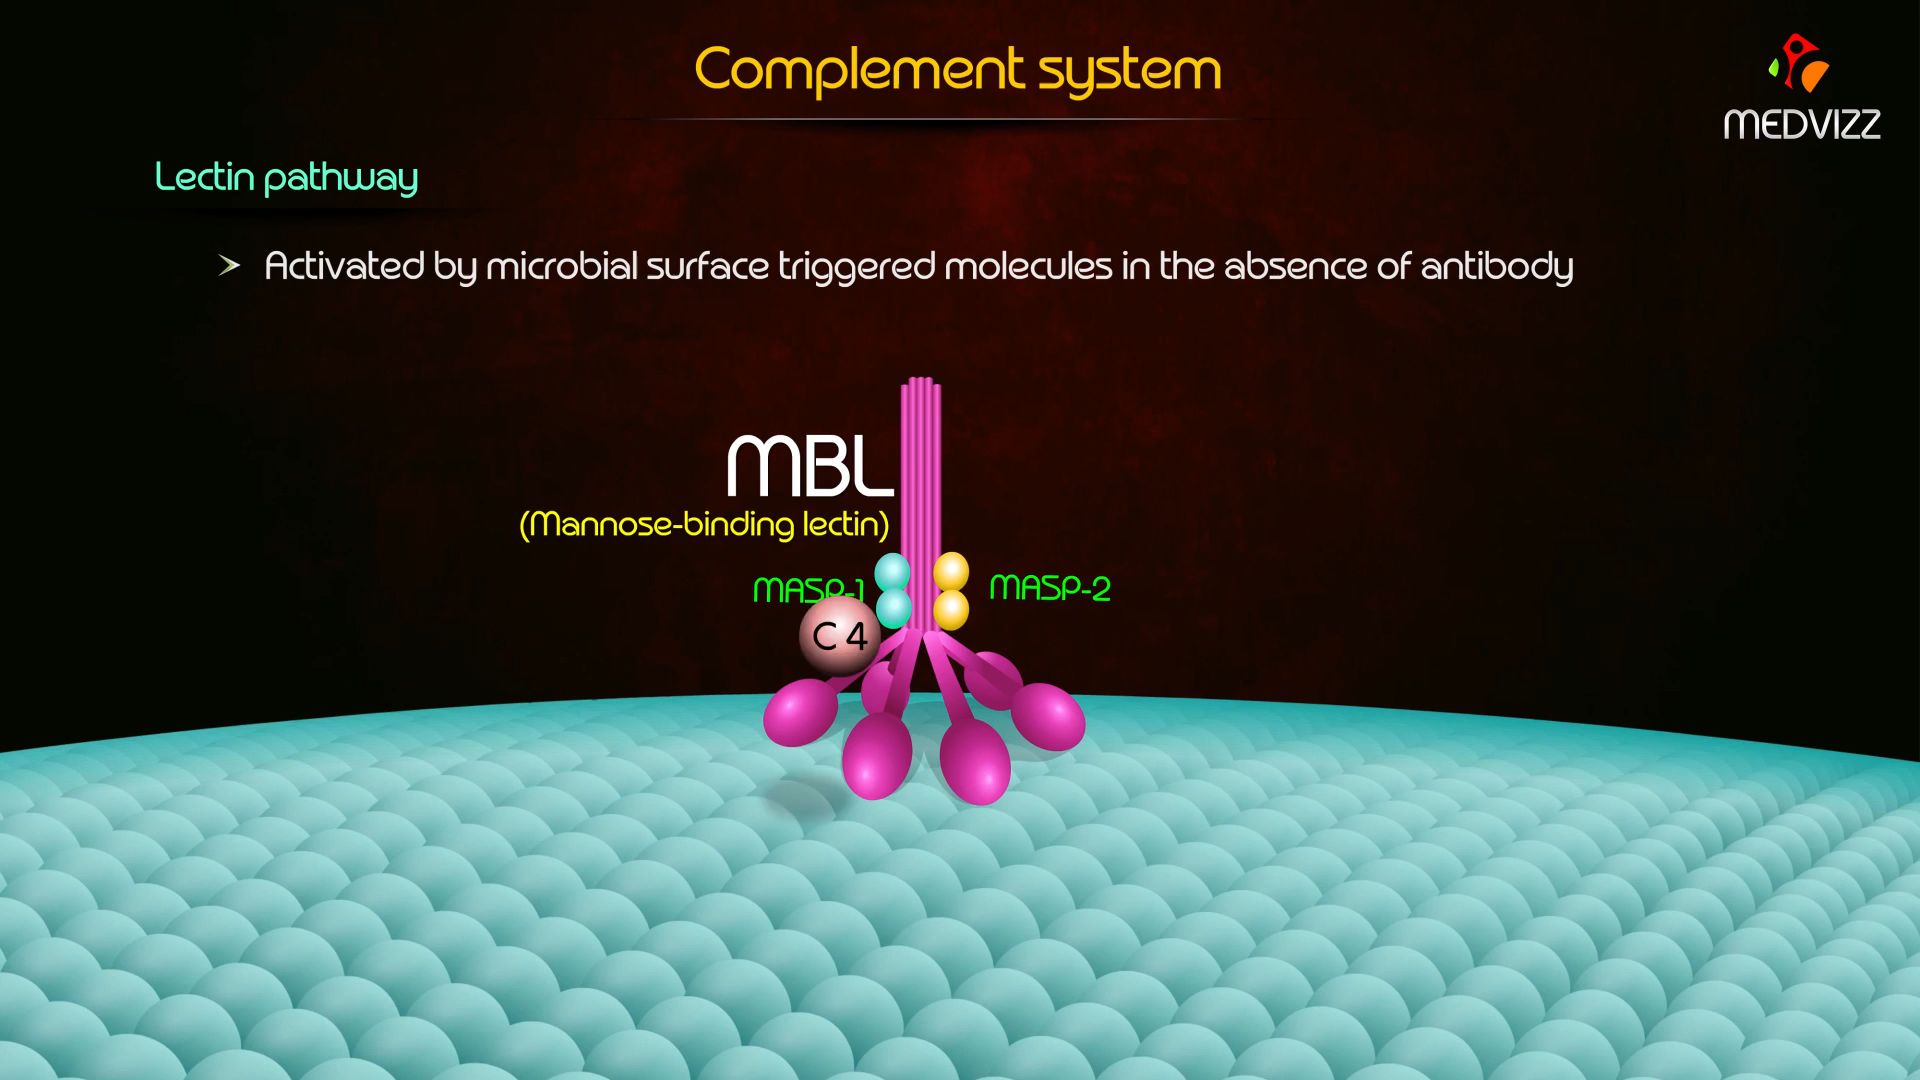 Complement system
MEDVIZZ
Lectin pathway
Activated by microbial surface triggered molecules in the absence of antibody
MBL
(Mannose-binding lectin)
MASP-1
MASP-2
C4